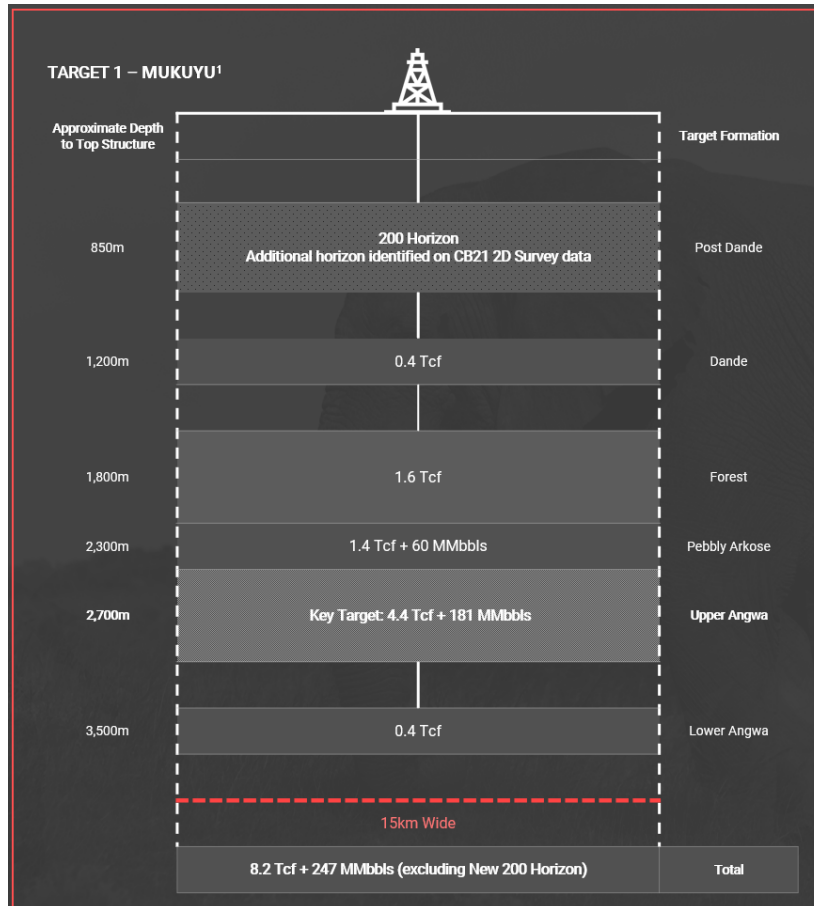 TARGET 1 – MUKUYU¹
Approximate Depth
to Top Structure
Target Formation
850m
200 Horizon
Additional horizon identified on CB21 2D Survey data
Post Dande
1,200m
0.4 Tcf
Dande
1,800m
1.6 Tcf
Forest
2,300m
1.4 Tcf + 60 MMbbls
Pebbly Arkose
2,700m
Key Target: 4.4 Tcf + 181 MMbbls
Upper Angwa
3,500m
0.4 Tcf
Lower Angwa
15km Wide
8.2 Tcf + 247 MMbbls (excluding New 200 Horizon)
Total